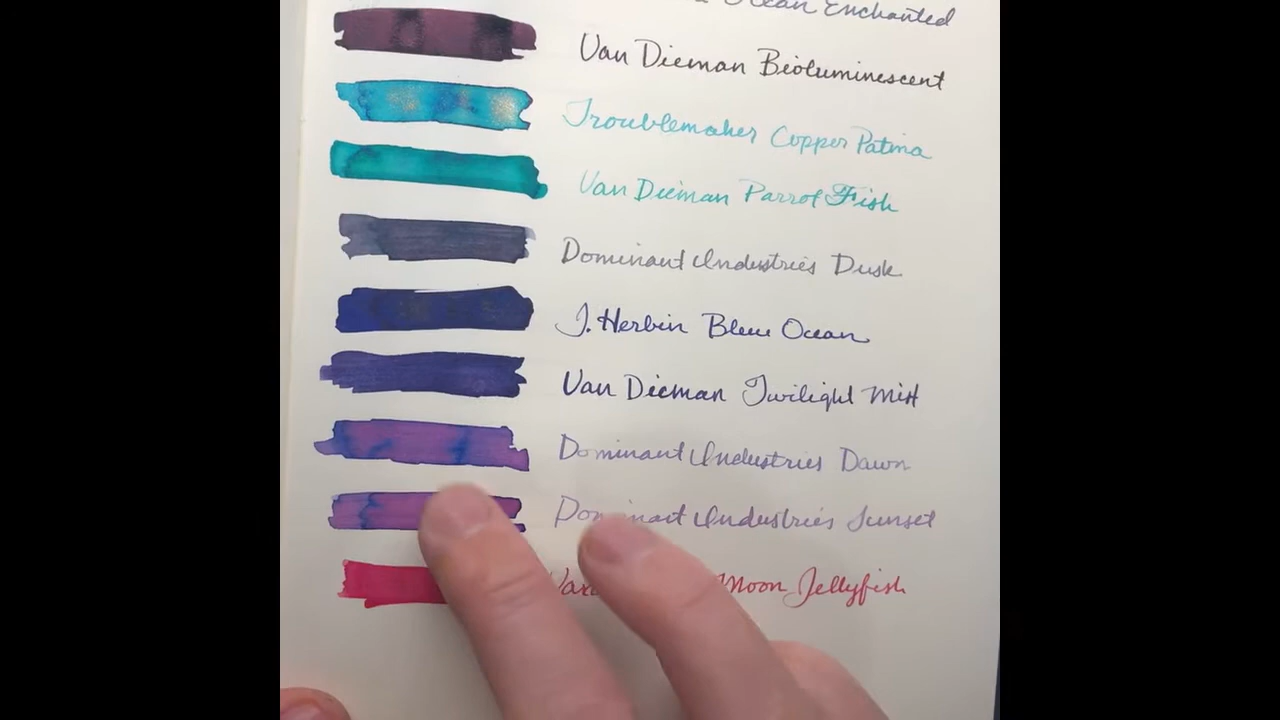 Ocean Enchanted
Van Dieman Bioluminescent
Troublemaker Copper Patina
Van Dieman Parrot Fish
Dominant Industries Dusk
J. Herbin Bleu Ocean
Van Dieman Twilight Mist
Dominant Industries Dawn
Dominant Industries Sunset
Moon Jellyfish